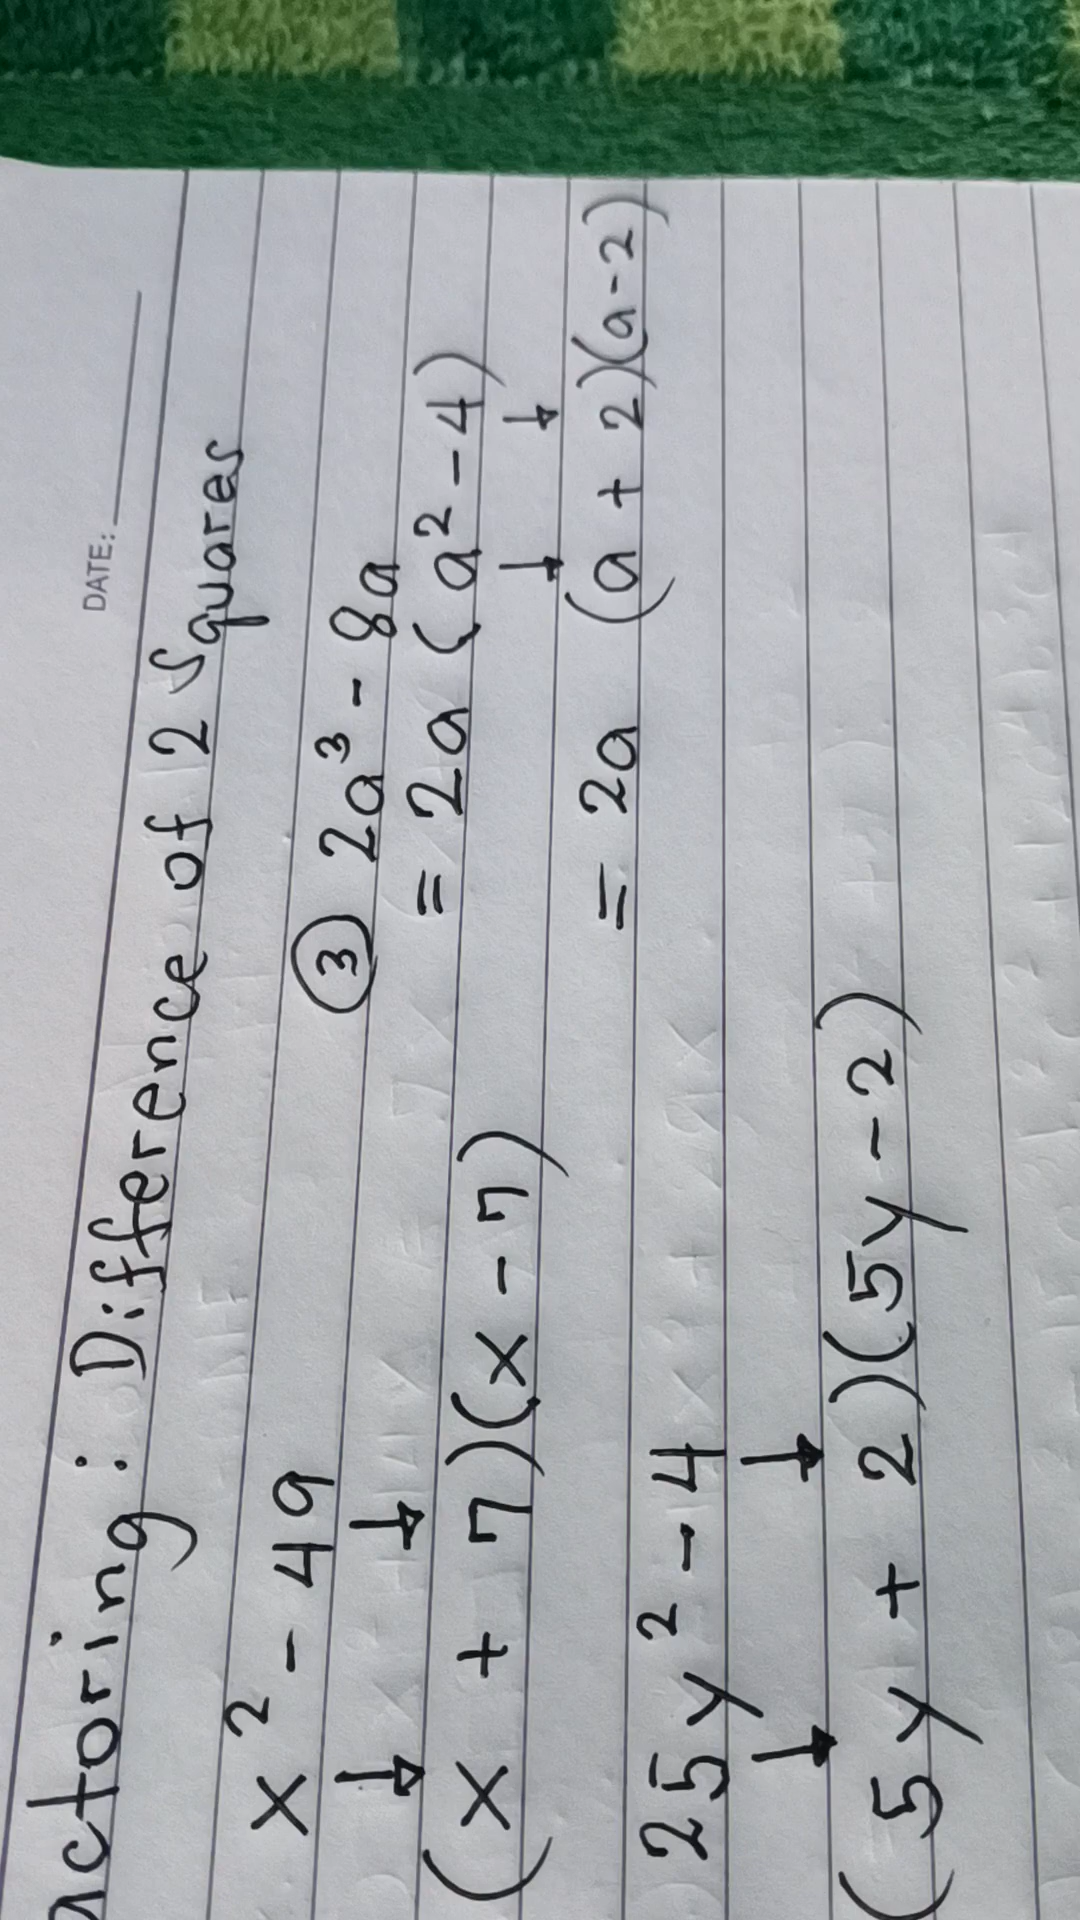 DATE:
actoring: Difference of 2 Squares
x² - 49
↓ ↓
(x + 7)(x - 7)
25y² - 4
↓ ↓
(5y + 2)(5y - 2)
③ 2a³ - 8a
= 2a (a² - 4)
↓ ↓
= 2a (a + 2)(a - 2)